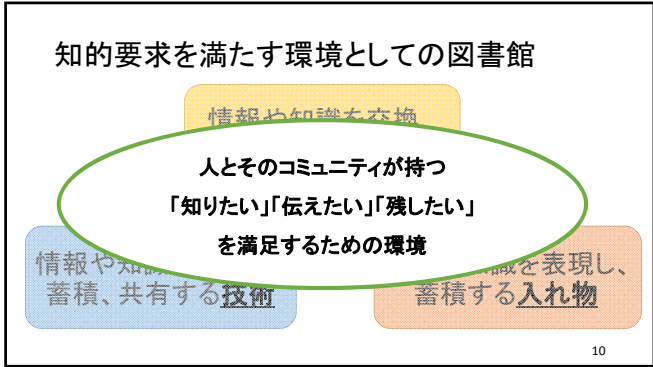 知的要求を満たす環境としての図書館
情報や知識を交換
人とそのコミュニティが持つ
「知りたい」「伝えたい」「残したい」
を満足するための環境
情報や知
蓄積、共有する技術
識を表現し、
蓄積する入れ物
10